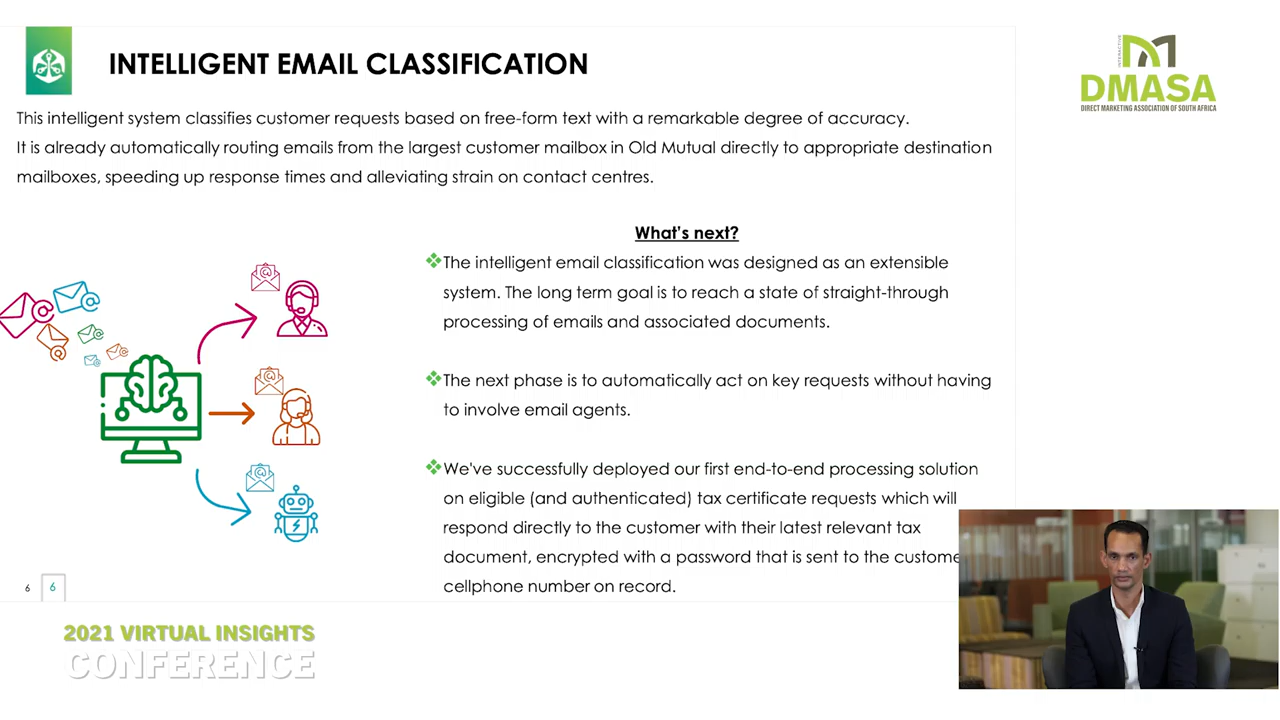 INTELLIGENT EMAIL CLASSIFICATION
INTERACTIVE
DMASA
DIRECT MARKETING ASSOCIATION OF SOUTH AFRICA
This intelligent system classifies customer requests based on free-form text with a remarkable degree of accuracy.
It is already automatically routing emails from the largest customer mailbox in Old Mutual directly to appropriate destination
mailboxes, speeding up response times and alleviating strain on contact centres.
What's next?
The intelligent email classification was designed as an extensible
system. The long term goal is to reach a state of straight-through
processing of emails and associated documents.
The next phase is to automatically act on key requests without having
to involve email agents.
We've successfully deployed our first end-to-end processing solution
on eligible (and authenticated) tax certificate requests which will
respond directly to the customer with their latest relevant tax
document, encrypted with a password that is sent to the custome
cellphone number on record.
6 6
2021 VIRTUAL INSIGHTS
CONFERENCE